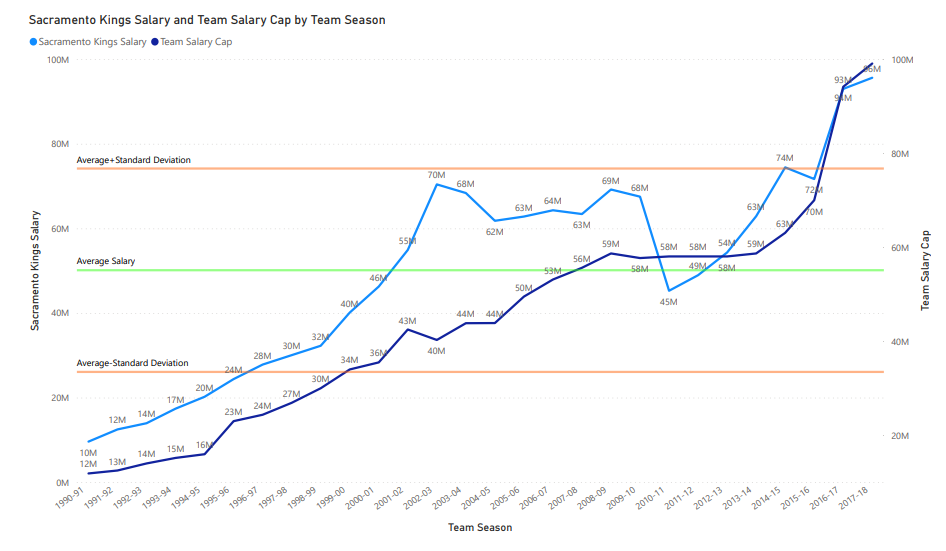 Sacramento Kings Salary and Team Salary Cap by Team Season
Sacramento Kings Salary Team Salary Cap
100M
80M
60M
40M
20M
0M
Sacramento Kings Salary
Average+Standard Deviation
Average Salary
Average-Standard Deviation
10M
12M
14M
17M
20M
24M
28M
30M
32M
40M
46M
55M
70M
68M
62M
63M
64M
63M
69M
68M
45M
49M
54M
63M
74M
72M
93M
96M
12M
13M
14M
15M
16M
23M
24M
27M
30M
34M
36M
43M
40M
44M
44M
50M
53M
56M
59M
58M
58M
58M
58M
59M
63M
70M
94M
100M
80M
60M
40M
20M
Team Salary Cap
1990-91
1991-92
1992-93
1993-94
1994-95
1995-96
1996-97
1997-98
1998-99
1999-00
2000-01
2001-02
2002-03
2003-04
2004-05
2005-06
2006-07
2007-08
2008-09
2009-10
2010-11
2011-12
2012-13
2013-14
2014-15
2015-16
2016-17
2017-18
Team Season